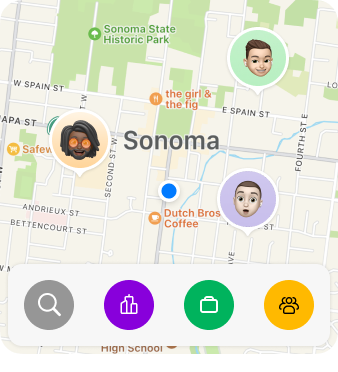 Sonoma State
Historic Park
W SPAIN ST
the girl &
the fig
E SPAIN ST
FOURTH ST E
NAPA ST
Safew
Sonoma
SECOND ST W
ANDRIEUX ST
Dutch Bros
Coffee
BETTENCOURT ST
High School